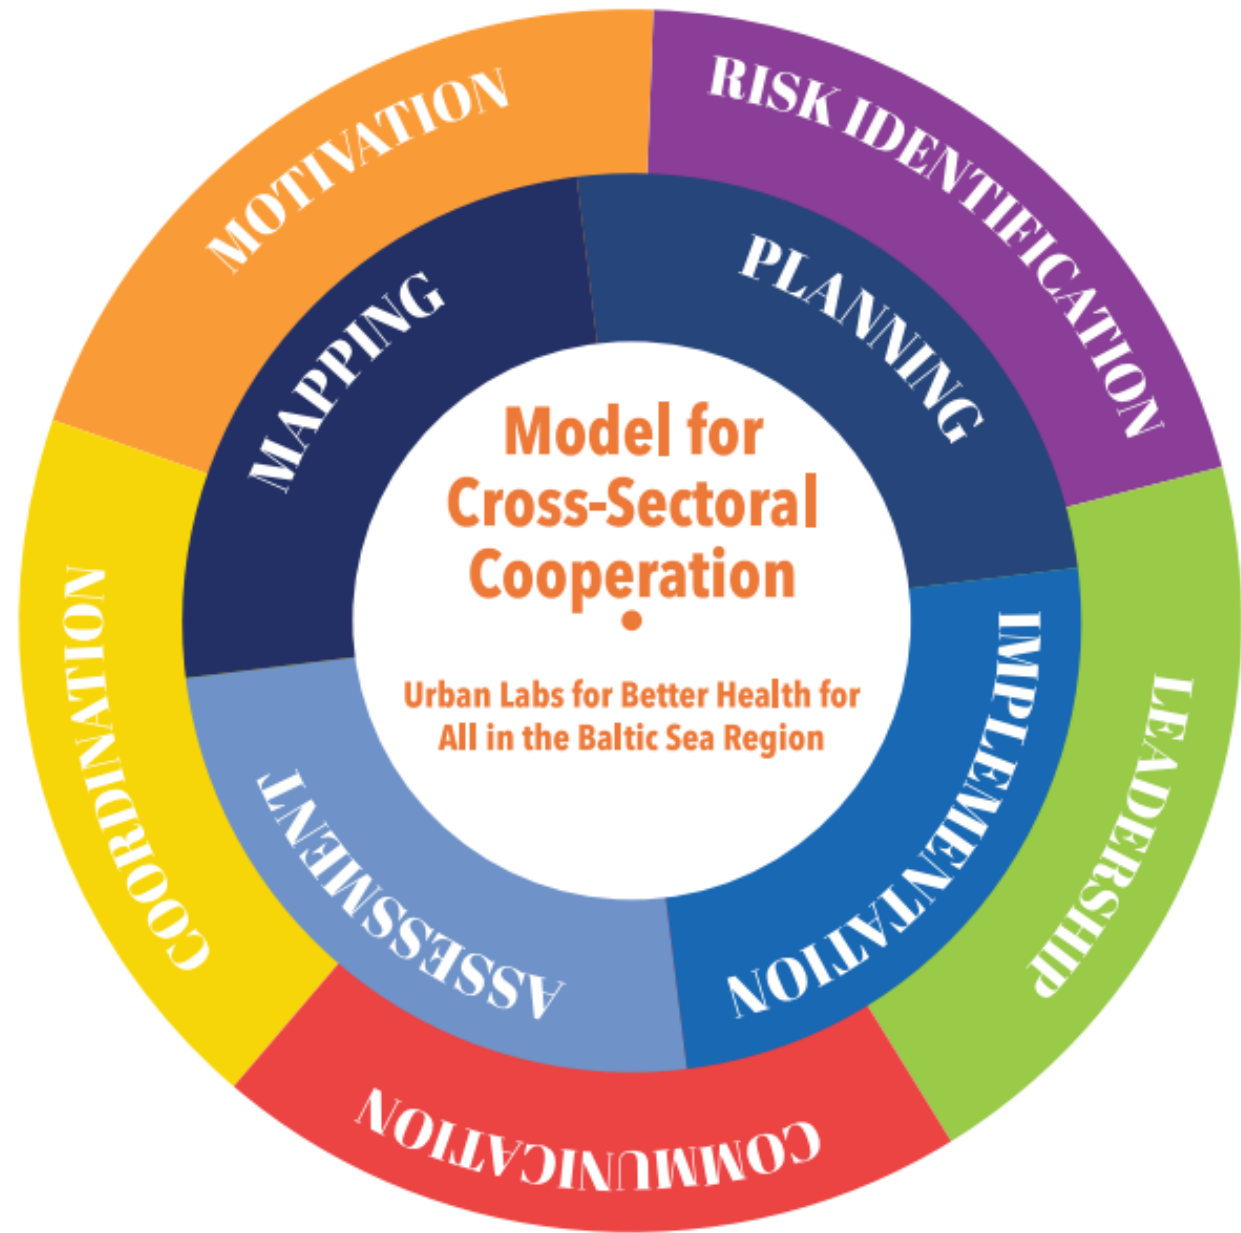 MOTIVATION
RISK IDENTIFICATION
MAPPING
PLANNING
Model for
Cross-Sectoral
Cooperation
•
Urban Labs for Better Health for
All in the Baltic Sea Region
COORDINATION
IMPLEMENTATION
LEADERSHIP
ASSESSMENT
COMMUNICATION